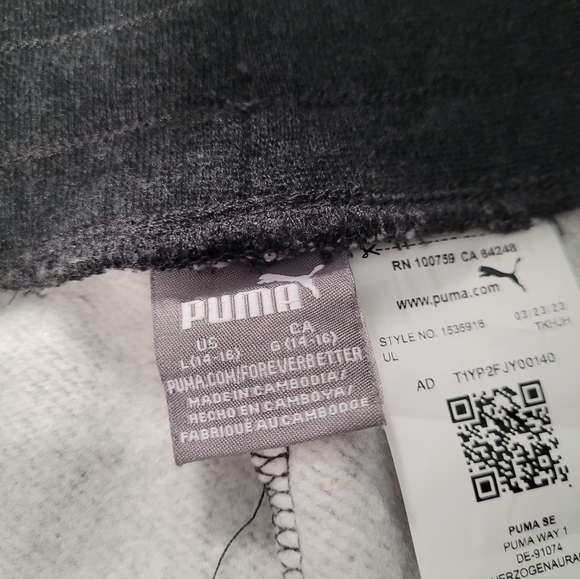 PUMA
US CA
L(14-16) G (14-16)
PUMA.COM/FOREVERBETTER
MADE IN CAMBODIA/
HECHO EN CAMBOYA/
FABRIQUÉ AU CAMBODGE
RN 100759 CA 64248
www.puma.com
STYLE NO. 1535916 03/23/23
UL TKHJH
AD T1YP2FJY00140
PUMA SE
PUMA WAY 1
DE-91074
HERZOGENAURA